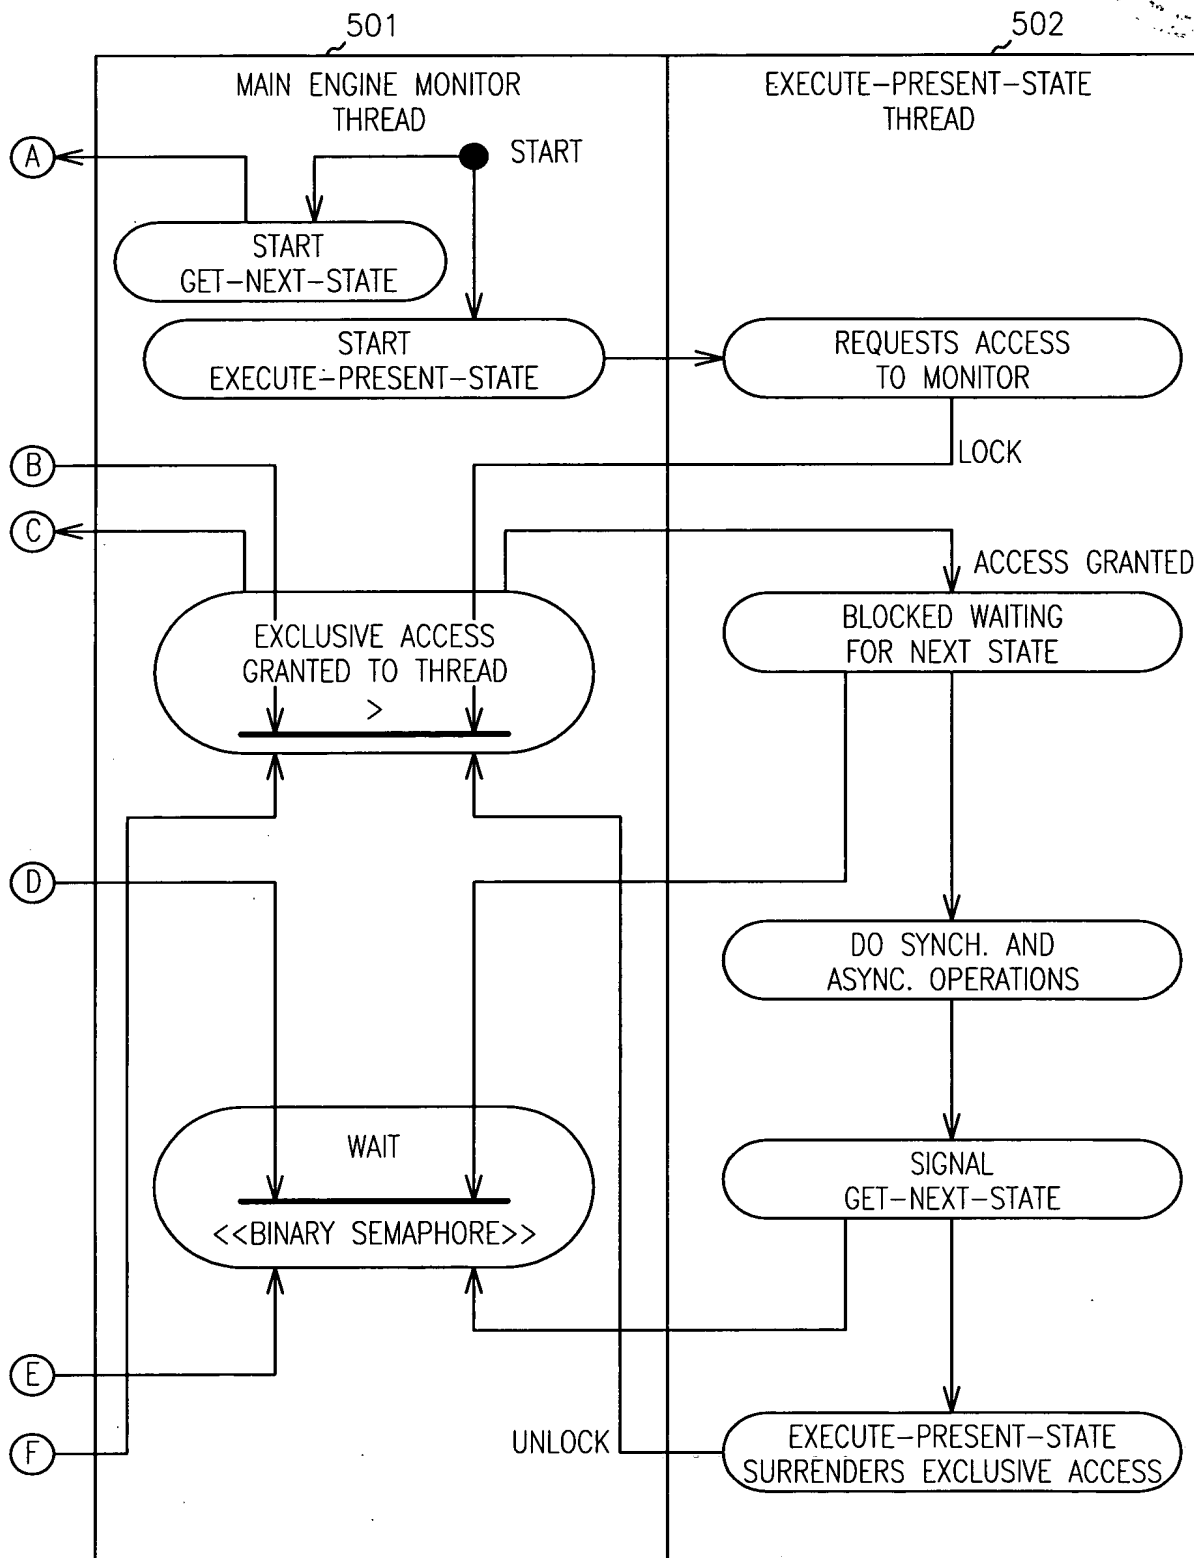 501
502
MAIN ENGINE MONITOR
THREAD
EXECUTE-PRESENT-STATE
THREAD
A
START
START
GET-NEXT-STATE
START
EXECUTE-PRESENT-STATE
REQUESTS ACCESS
TO MONITOR
B
LOCK
C
ACCESS GRANTED
EXCLUSIVE ACCESS
GRANTED TO THREAD
>
BLOCKED WAITING
FOR NEXT STATE
D
DO SYNCH. AND
ASYNC. OPERATIONS
WAIT
<<BINARY SEMAPHORE>>
SIGNAL
GET-NEXT-STATE
E
F
UNLOCK
EXECUTE-PRESENT-STATE
SURRENDERS EXCLUSIVE ACCESS